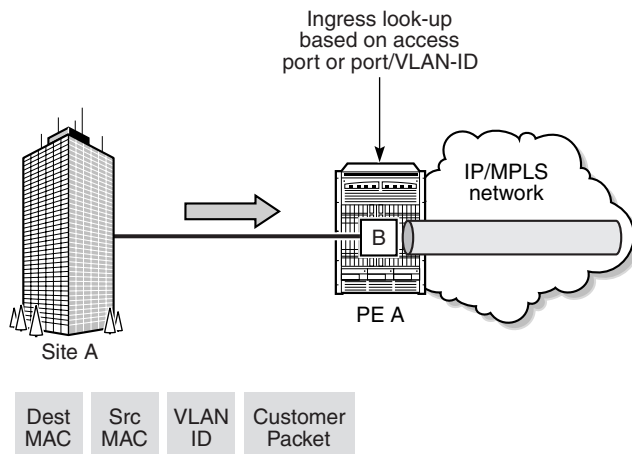 Ingress look-up
based on access
port or port/VLAN-ID
IP/MPLS
network
B
PE A
Site A
Dest
MAC
Src
MAC
VLAN
ID
Customer
Packet